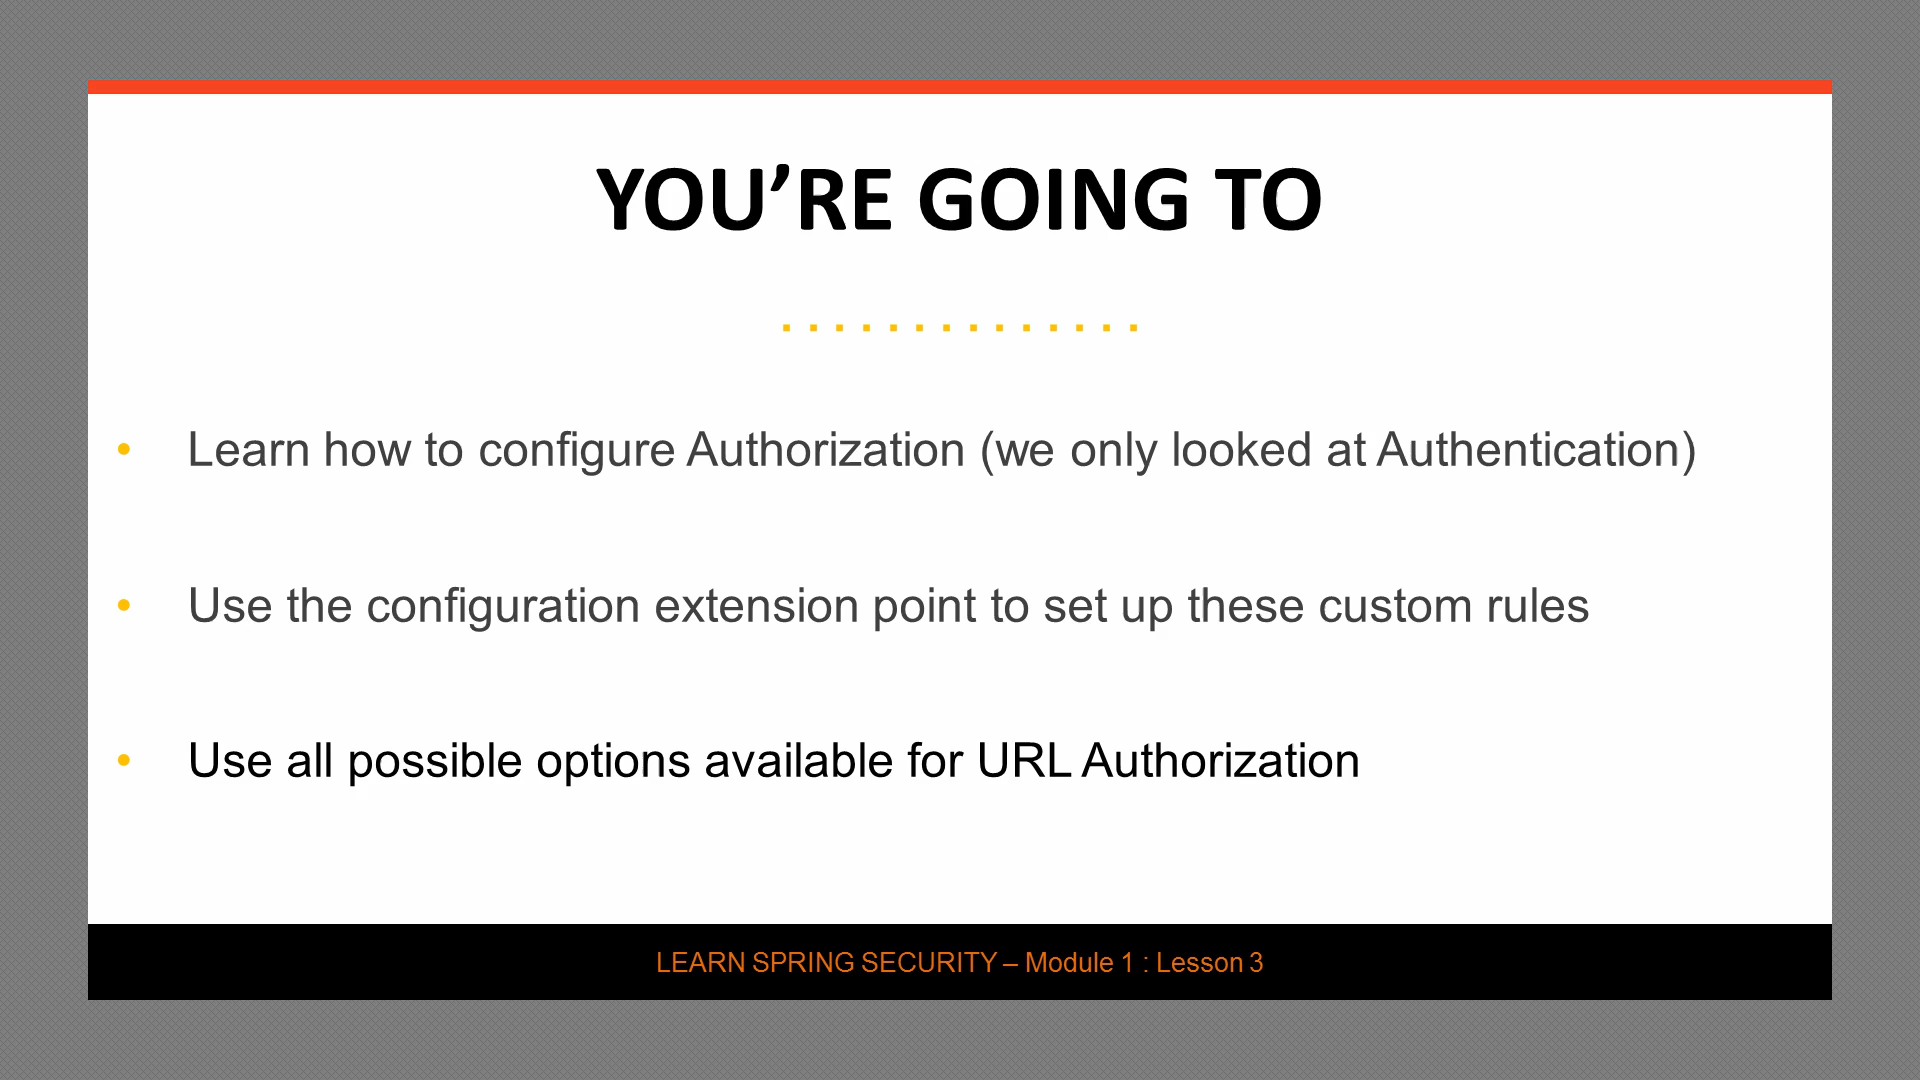 YOU’RE GOING TO
• Learn how to configure Authorization (we only looked at Authentication)
• Use the configuration extension point to set up these custom rules
• Use all possible options available for URL Authorization
LEARN SPRING SECURITY – Module 1 : Lesson 3